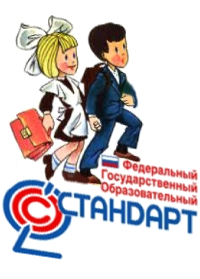 Федеральный
Государственный
Образовательный
СТАНДАРТ